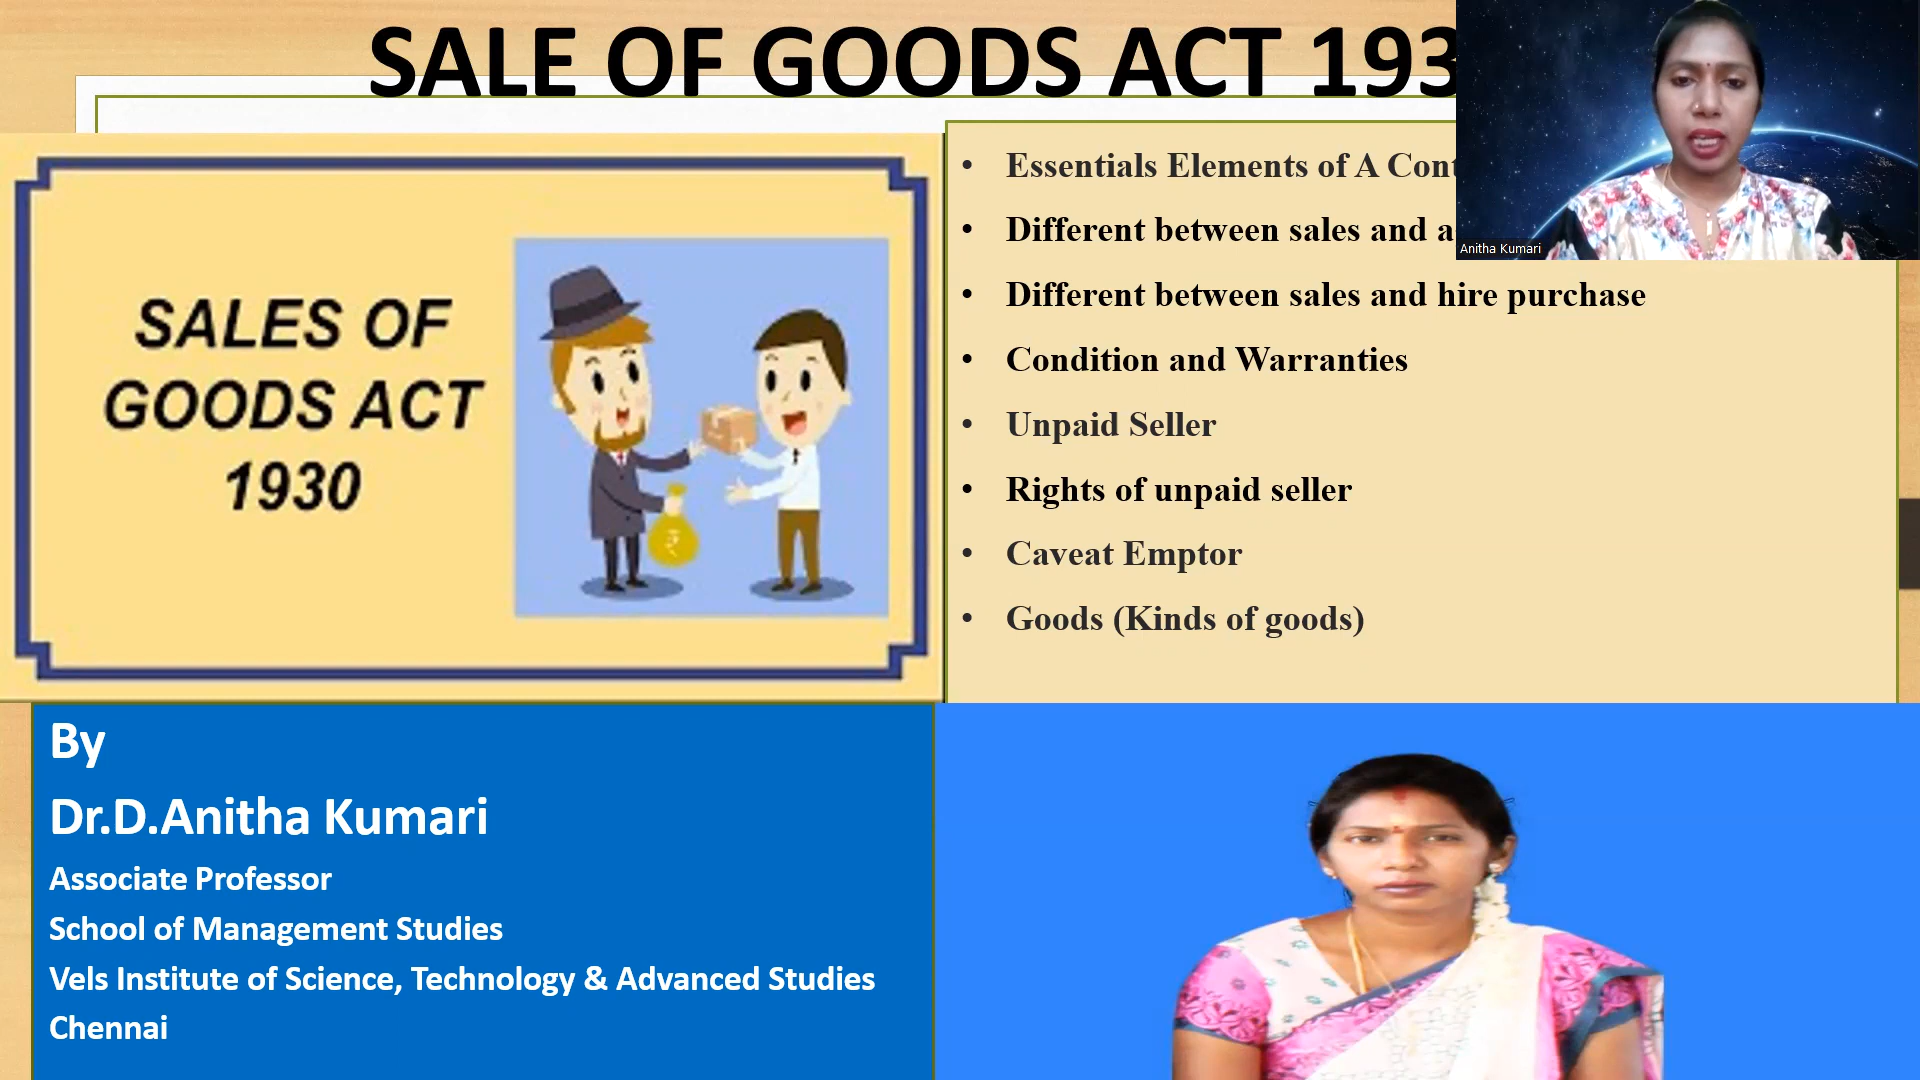 SALE OF GOODS ACT 193
SALES OF
GOODS ACT
1930
• Essentials Elements of A Cont
• Different between sales and a
• Different between sales and hire purchase
• Condition and Warranties
• Unpaid Seller
• Rights of unpaid seller
• Caveat Emptor
• Goods (Kinds of goods)
Anitha Kumari
By
Dr.D.Anitha Kumari
Associate Professor
School of Management Studies
Vels Institute of Science, Technology & Advanced Studies
Chennai